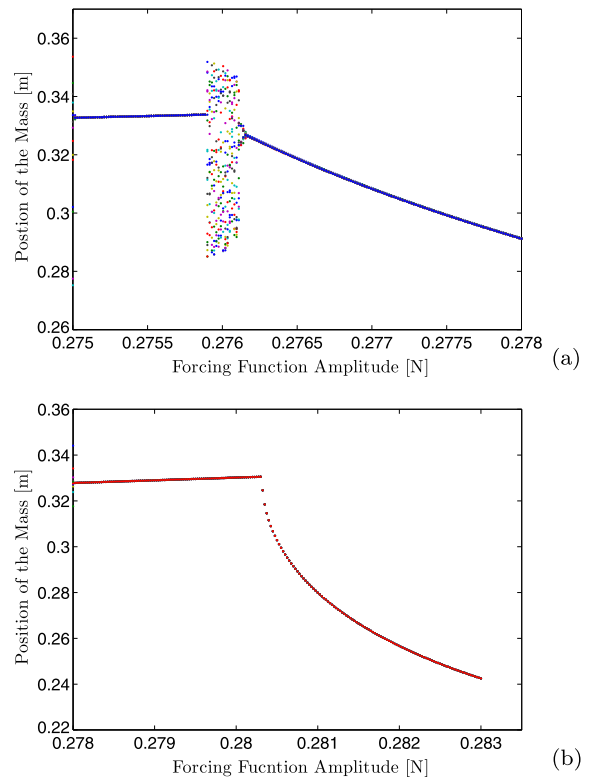 0.36
0.34
0.32
0.3
0.28
0.26
Postion of the Mass [m]
0.275 0.2755 0.276 0.2765 0.277 0.2775 0.278
Forcing Function Amplitude [N]
(a)
0.36
0.34
0.32
0.3
0.28
0.26
0.24
0.22
Position of the Mass [m]
0.278 0.279 0.28 0.281 0.282 0.283
Forcing Fucntion Amplitude [N]
(b)